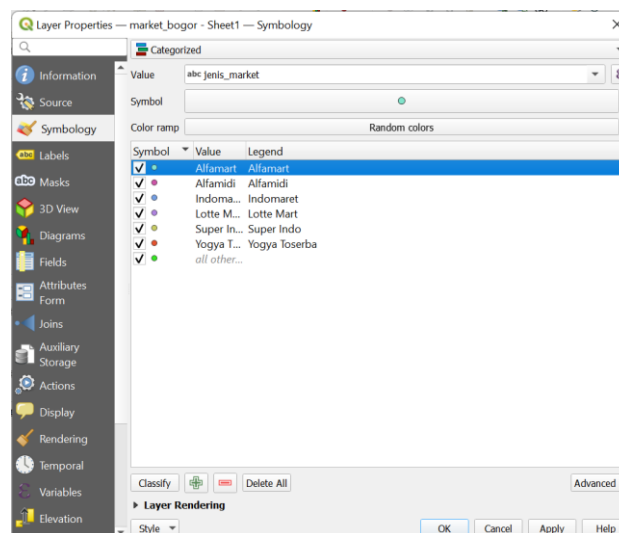 Layer Properties — market_bogor - Sheet1 — Symbology
Categorized
Information
Source
Symbology
Labels
Masks
3D View
Diagrams
Fields
Attributes
Form
Joins
Auxiliary
Storage
Actions
Display
Rendering
Temporal
Variables
Elevation
Value abc jenis_market
Symbol
Color ramp Random colors
Symbol Value Legend
Alfamart Alfamart
Alfamidi Alfamidi
Indoma... Indomaret
Lotte M... Lotte Mart
Super In... Super Indo
Yogya T... Yogya Toserba
all other...
Classify Delete All Advanced
Layer Rendering
Style OK Cancel Apply Help